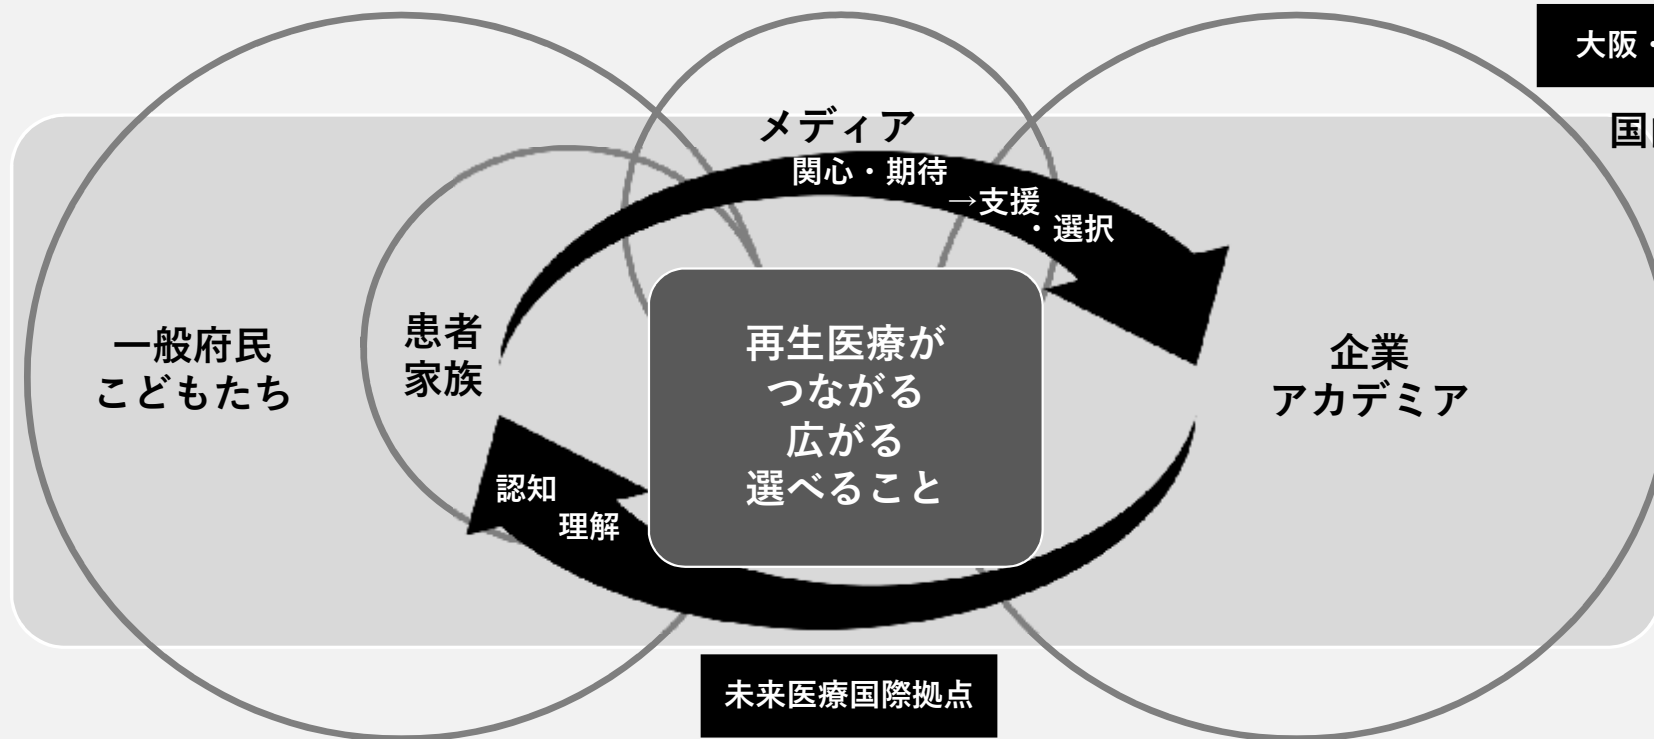 大阪・
国
メディア
関心・期待
→支援
・選択
一般府民
こどもたち
患者
家族
再生医療が
つながる
広がる
選べること
企業
アカデミア
認知
理解
未来医療国際拠点